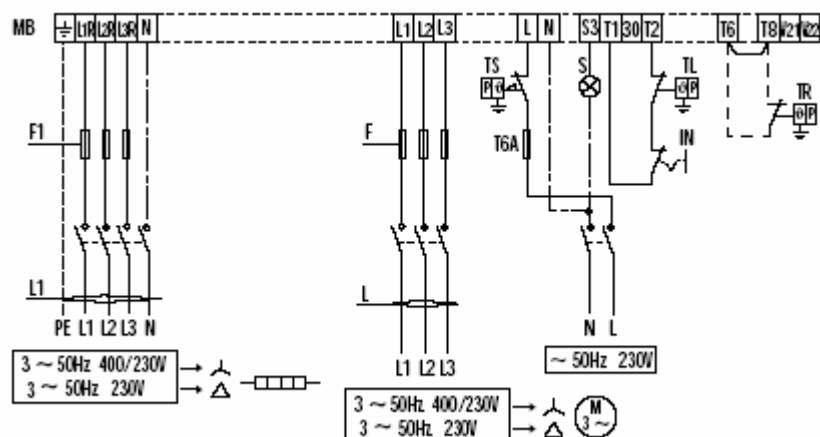 MB L1R L2R L3R N L1 L2 L3 L N S3 T1 30 T2 T6 T8 V21 V22
TS S TL
P ϑ ϑ P TR
ϑ P
F1 F T6A IN
L1 L
PE L1 L2 L3 N N L
L1 L2 L3
3 ~ 50Hz 400/230V
3 ~ 50Hz 230V
~ 50Hz 230V
3 ~ 50Hz 400/230V
3 ~ 50Hz 230V
M
3 ~